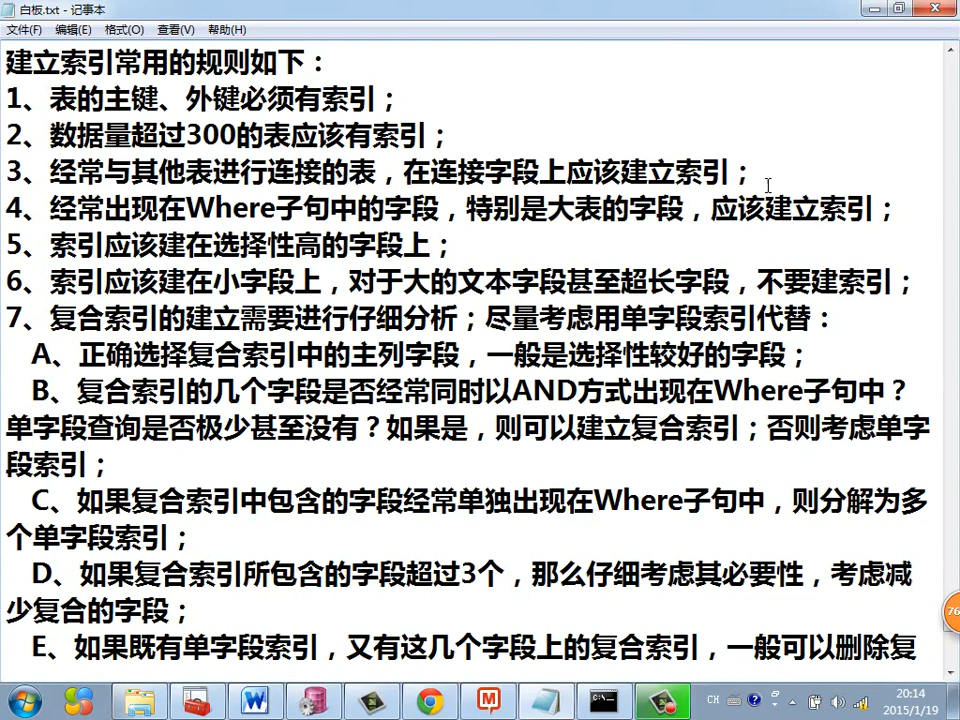 白板.txt - 记事本
文件(F) 编辑(E) 格式(O) 查看(V) 帮助(H)
建立索引常用的规则如下：
1、表的主键、外键必须有索引；
2、数据量超过300的表应该有索引；
3、经常与其他表进行连接的表，在连接字段上应该建立索引；
4、经常出现在Where子句中的字段，特别是大表的字段，应该建立索引；
5、索引应该建在选择性高的字段上；
6、索引应该建在小字段上，对于大的文本字段甚至超长字段，不要建索引；
7、复合索引的建立需要进行仔细分析；尽量考虑用单字段索引代替：
A、正确选择复合索引中的主列字段，一般是选择性较好的字段；
B、复合索引的几个字段是否经常同时以AND方式出现在Where子句中？
单字段查询是否极少甚至没有？如果是，则可以建立复合索引；否则考虑单字
段索引；
C、如果复合索引中包含的字段经常单独出现在Where子句中，则分解为多
个单字段索引；
D、如果复合索引所包含的字段超过3个，那么仔细考虑其必要性，考虑减
少复合的字段；
E、如果既有单字段索引，又有这几个字段上的复合索引，一般可以删除复
76
CH
20:14
2015/1/19